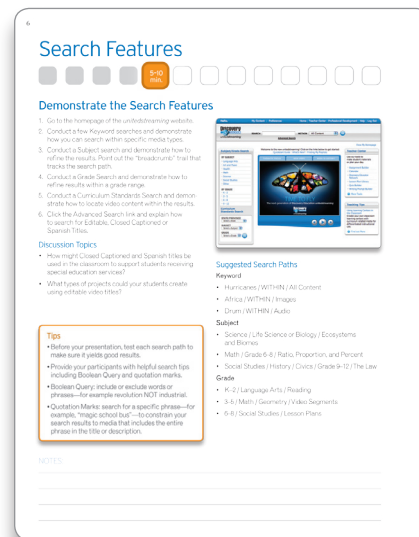 6
Search Features
5-10
min.
Demonstrate the Search Features
1. Go to the homepage of the unitedstreaming website.
2. Conduct a few Keyword searches and demonstrate
how you can search within specific media types.
3. Conduct a Subject search and demonstrate how to
refine the results. Point out the “breadcrumb” trail that
tracks the search path.
4. Conduct a Grade Search and demonstrate how to
refine results within a grade range.
5. Conduct a Curriculum Standards Search and demon
strate how to locate video content within the results.
6. Click the Advanced Search link and explain how
to search for Editable, Closed Captioned or
Spanish Titles.
Discussion Topics
• How might Closed Captioned and Spanish titles be
used in the classroom to support students receiving
special education services?
• What types of projects could your students create
using editable video titles?
Tips
• Before your presentation, test each search path to
make sure it yields good results.
• Provide your participants with helpful search tips
including Boolean Query and quotation marks.
• Boolean Query: include or exclude words or
phrases—for example revolution NOT industrial.
• Quotation Marks: search for a specific phrase—for
example, “magic school bus”—to constrain your
search results to media that includes the entire
phrase in the title or description.
Discovery
Suggested Search Paths
Keyword
• Hurricanes / WITHIN / All Content
• Africa / WITHIN / Images
• Drum / WITHIN / Audio
Subject
• Science / Life Science or Biology / Ecosystems
and Biomes
• Math / Grade 6-8 / Ratio, Proportion, and Percent
• Social Studies / History / Civics / Grade 9-12 / The Law
Grade
• K-2 / Language Arts / Reading
• 3-5 / Math / Geometry / Video Segments
• 6-8 / Social Studies / Lesson Plans
NOTES